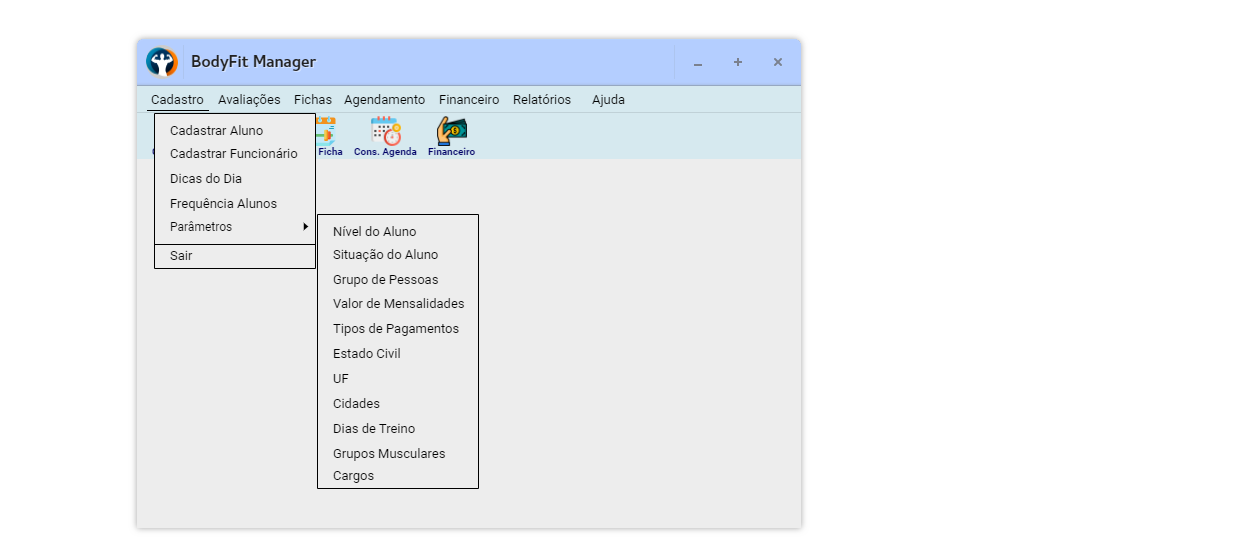 BodyFit Manager
Cadastro Avaliações Fichas Agendamento Financeiro Relatórios Ajuda
Ficha Cons. Agenda Financeiro
Cadastrar Aluno
Cadastrar Funcionário
Dicas do Dia
Frequência Alunos
Parâmetros
Sair
Nível do Aluno
Situação do Aluno
Grupo de Pessoas
Valor de Mensalidades
Tipos de Pagamentos
Estado Civil
UF
Cidades
Dias de Treino
Grupos Musculares
Cargos